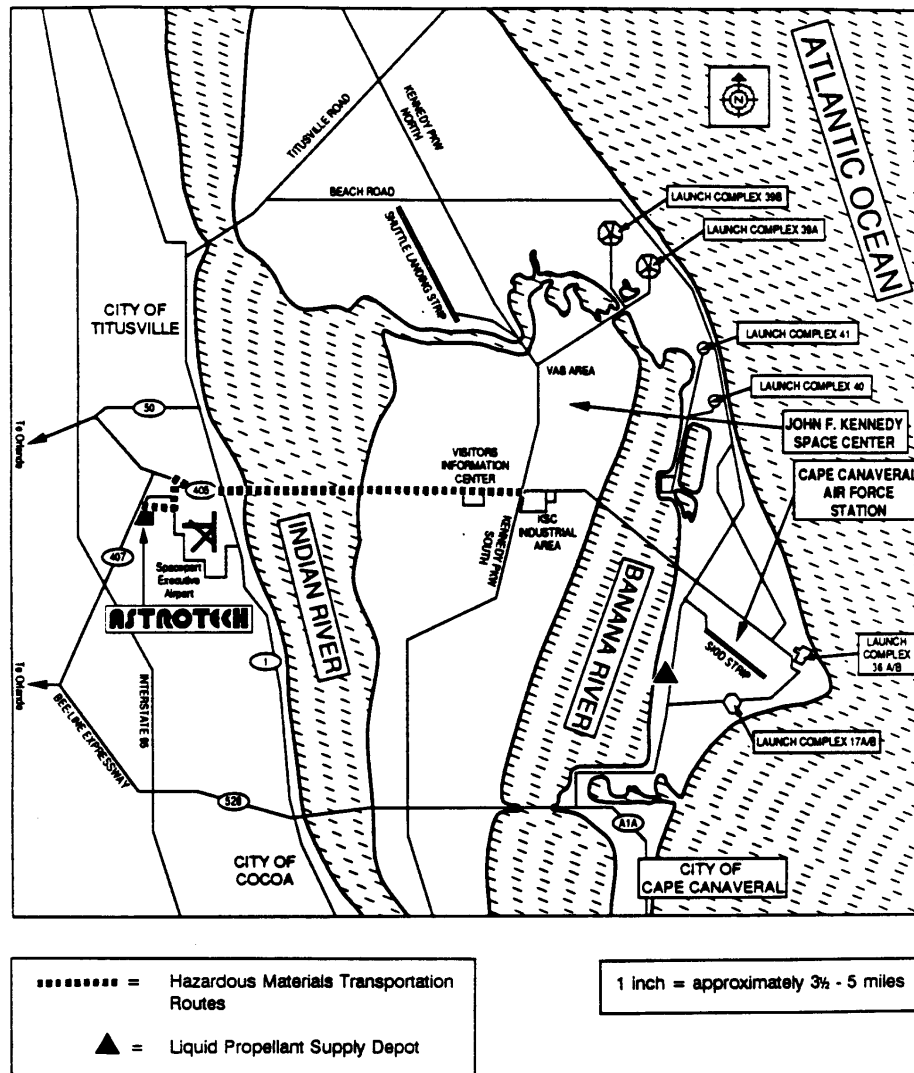 ATLANTIC OCEAN
N
TITUSVILLE ROAD
KENNEDY PKW
NORTH
BEACH ROAD
SHUTTLE LANDING STRIP
LAUNCH COMPLEX 39B
LAUNCH COMPLEX 39A
CITY OF
TITUSVILLE
LAUNCH COMPLEX 41
VAB AREA
LAUNCH COMPLEX 40
50
To Orlando
JOHN F. KENNEDY
SPACE CENTER
VISITORS
INFORMATION
CENTER
CAPE CANAVERAL
AIR FORCE
STATION
405
KSC
INDUSTRIAL
AREA
KENNEDY PKW
SOUTH
407
Spaceport
Executive
Airport
ASTROTECH
INDIAN RIVER
BANANA RIVER
SKID STRIP
LAUNCH
COMPLEX
36 A/B
1
To Orlando
INTERSTATE 95
BEE-LINE EXPRESSWAY
LAUNCH COMPLEX 17A/B
528
A1A
CITY OF
COCOA
CITY OF
CAPE CANAVERAL
= Hazardous Materials Transportation
Routes
= Liquid Propellant Supply Depot
1 inch = approximately 3½ - 5 miles